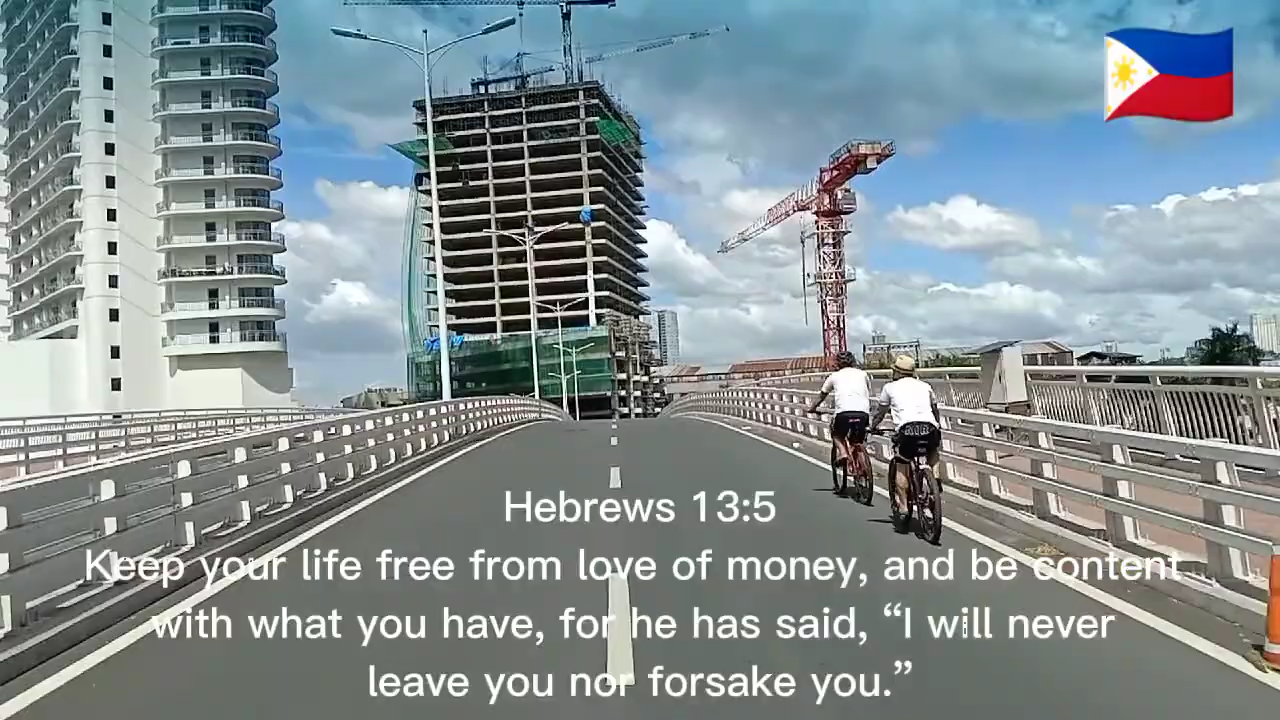 Hebrews 13:5
Keep your life free from love of money, and be content
with what you have, for he has said, “I will never
leave you nor forsake you.”